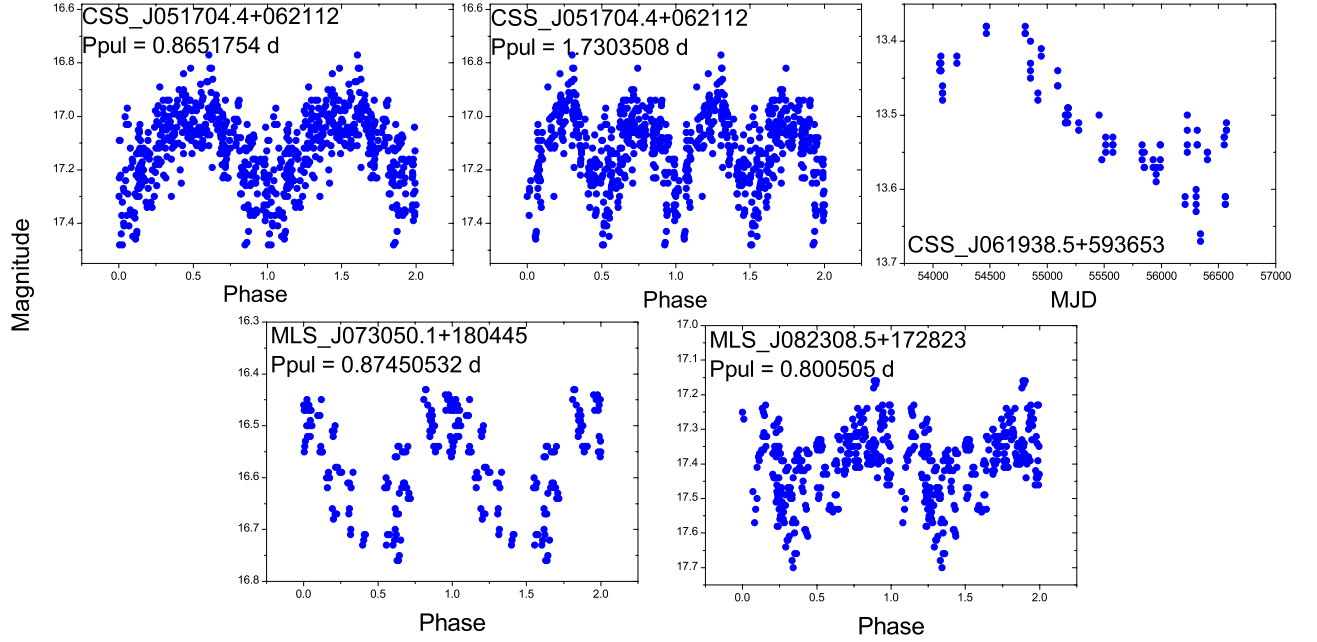 CSS_J051704.4+062112
Ppul = 0.8651754 d
16.6
16.8
17.0
17.2
17.4
0.0 0.5 1.0 1.5 2.0
Phase
CSS_J051704.4+062112
Ppul = 1.7303508 d
16.6
16.8
17.0
17.2
17.4
0.0 0.5 1.0 1.5 2.0
Phase
13.4
13.5
13.6
13.7
CSS_J061938.5+593653
54000 54500 55000 55500 56000 56500 57000
MJD
Magnitude
MLS_J073050.1+180445
Ppul = 0.87450532 d
16.3
16.4
16.5
16.6
16.7
16.8
0.0 0.5 1.0 1.5 2.0
Phase
MLS_J082308.5+172823
Ppul = 0.800505 d
17.0
17.1
17.2
17.3
17.4
17.5
17.6
17.7
0.0 0.5 1.0 1.5 2.0
Phase